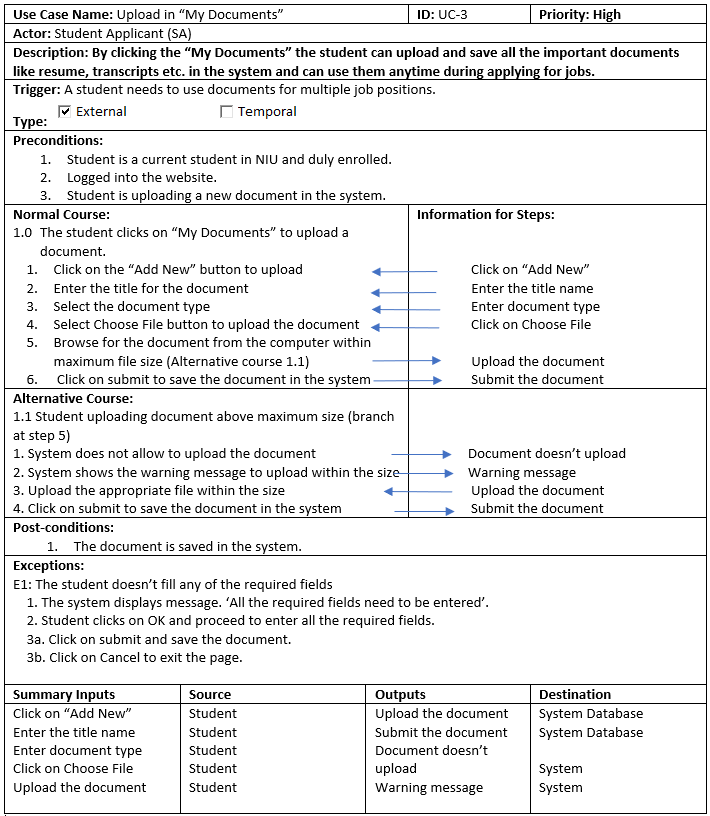 Use Case Name: Upload in “My Documents” ID: UC-3 Priority: High
Actor: Student Applicant (SA)
Description: By clicking the “My Documents” the student can upload and save all the important documents
like resume, transcripts etc. in the system and can use them anytime during applying for jobs.
Trigger: A student needs to use documents for multiple job positions.
External Temporal
Type:
Preconditions:
1. Student is a current student in NIU and duly enrolled.
2. Logged into the website.
3. Student is uploading a new document in the system.
Normal Course: Information for Steps:
1.0 The student clicks on “My Documents” to upload a
document.
1. Click on the “Add New” button to upload Click on “Add New”
2. Enter the title for the document Enter the title name
3. Select the document type Enter document type
4. Select Choose File button to upload the document Click on Choose File
5. Browse for the document from the computer within
maximum file size (Alternative course 1.1) Upload the document
6. Click on submit to save the document in the system Submit the document
Alternative Course:
1.1 Student uploading document above maximum size (branch
at step 5)
1. System does not allow to upload the document Document doesn’t upload
2. System shows the warning message to upload within the size Warning message
3. Upload the appropriate file within the size Upload the document
4. Click on submit to save the document in the system Submit the document
Post-conditions:
1. The document is saved in the system.
Exceptions:
E1: The student doesn’t fill any of the required fields
1. The system displays message. ‘All the required fields need to be entered’.
2. Student clicks on OK and proceed to enter all the required fields.
3a. Click on submit and save the document.
3b. Click on Cancel to exit the page.
Summary Inputs Source Outputs Destination
Click on “Add New” Student Upload the document System Database
Enter the title name Student Submit the document System Database
Enter document type Student Document doesn’t
Click on Choose File Student upload System
Upload the document Student Warning message System